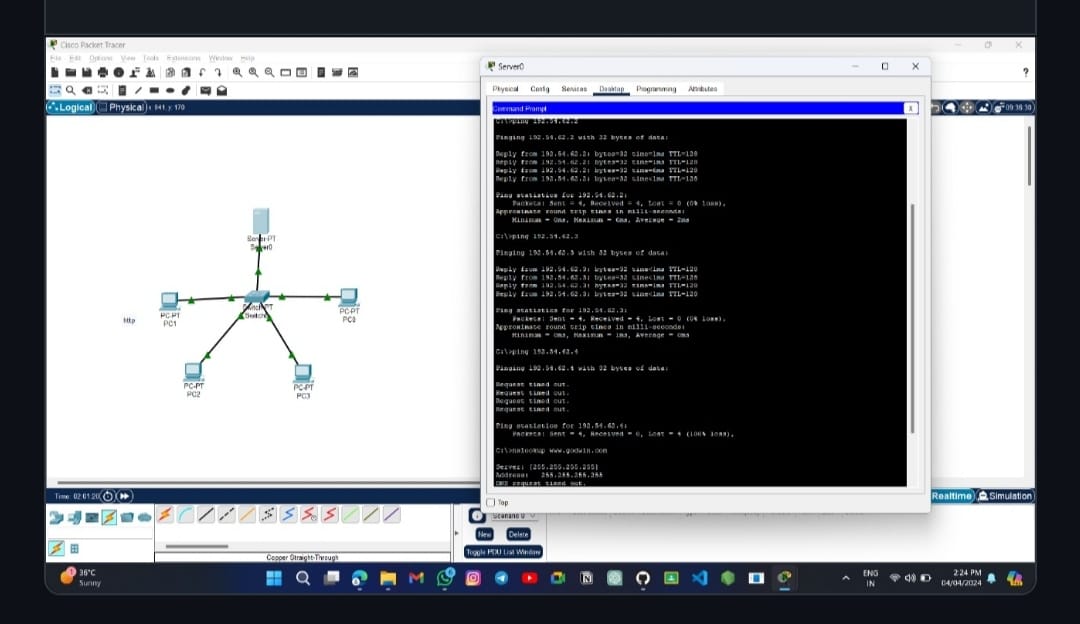 Cisco Packet Tracer
File Edit Options View Tools Extensions Window Help
Logical
Physical
x: 941, y: 170
09:36:30
Server-PT
Server0
PC-PT
PC1
Switch-PT
PC-PT
PC0
http
PC-PT
PC2
PC-PT
PC3
Server0
Physical Config Services Desktop Programming Attributes
Command Prompt
X
C:\>ping 192.54.62.2
Pinging 192.54.62.2 with 32 bytes of data:
Reply from 192.54.62.2: bytes=32 time=1ms TTL=128
Reply from 192.54.62.2: bytes=32 time=1ms TTL=128
Reply from 192.54.62.2: bytes=32 time=6ms TTL=128
Reply from 192.54.62.2: bytes=32 time<1ms TTL=128
Ping statistics for 192.54.62.2:
Packets: Sent = 4, Received = 4, Lost = 0 (0% loss),
Approximate round trip times in milli-seconds:
Minimum = 0ms, Maximum = 6ms, Average = 2ms
C:\>ping 192.54.62.3
Pinging 192.54.62.3 with 32 bytes of data:
Reply from 192.54.62.3: bytes=32 time<1ms TTL=128
Reply from 192.54.62.3: bytes=32 time<1ms TTL=128
Reply from 192.54.62.3: bytes=32 time=1ms TTL=128
Reply from 192.54.62.3: bytes=32 time<1ms TTL=128
Ping statistics for 192.54.62.3:
Packets: Sent = 4, Received = 4, Lost = 0 (0% loss),
Approximate round trip times in milli-seconds:
Minimum = 0ms, Maximum = 1ms, Average = 0ms
C:\>ping 192.54.62.4
Pinging 192.54.62.4 with 32 bytes of data:
Request timed out.
Request timed out.
Request timed out.
Request timed out.
Ping statistics for 192.54.62.4:
Packets: Sent = 4, Received = 0, Lost = 4 (100% loss),
C:\>nslookup www.godwin.com
Server: [255.255.255.255]
Address: 255.255.255.255
DNS request timed out.
Top
Time: 02:01:20
Realtime
Simulation
Scenario 0
New
Delete
Toggle PDU List Window
Copper Straight-Through
36°C
Sunny
ENG
IN
2:24 PM
04/04/2024